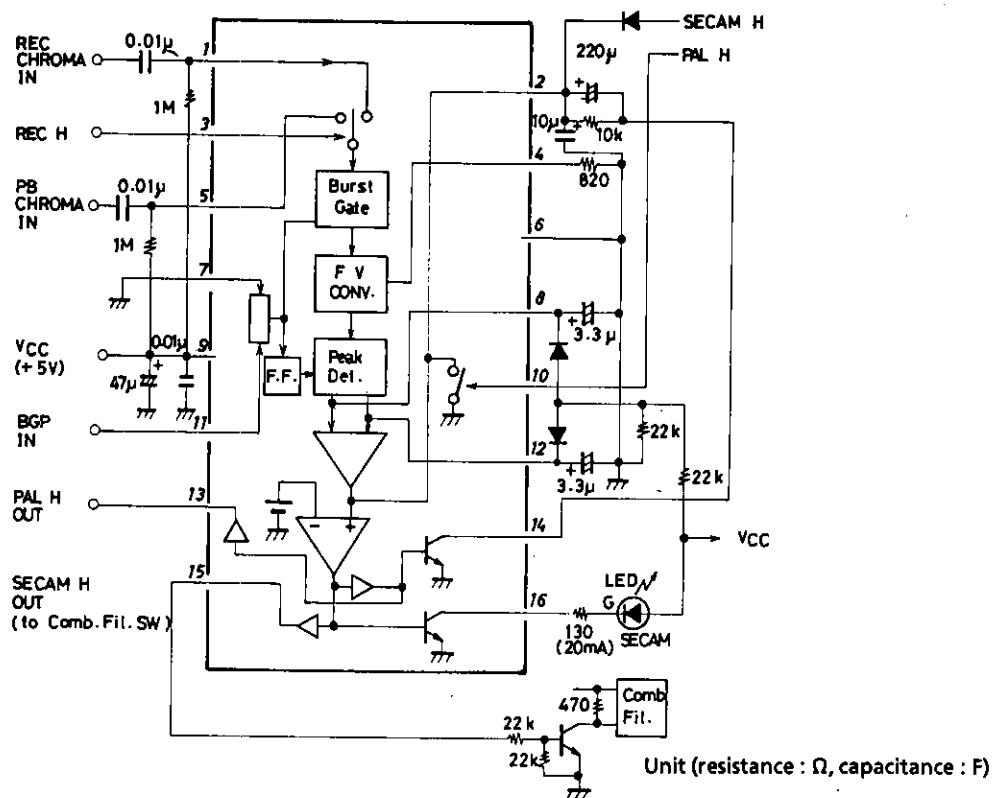 REC
CHROMA
IN
0.01μ
1
1M
REC H
3
PB
CHROMA
IN
0.01μ
5
1M
7
VCC
(+5V)
0.01μ
9
47μ
+
BGP
IN
11
PAL H
OUT
13
SECAM H
OUT
(to Comb. Fil. SW)
15
Burst
Gate
F V
CONV.
F.F.
Peak
Det.
-
+
SECAM H
PAL H
220μ
2
+
10μ
+
10k
4
820
6
8
+
3.3μ
10
22k
12
+
3.3μ
22k
14
VCC
LED
16
G
130
(20mA)
SECAM
470
Comb
Fil.
22k
22k
Unit (resistance : Ω, capacitance : F)